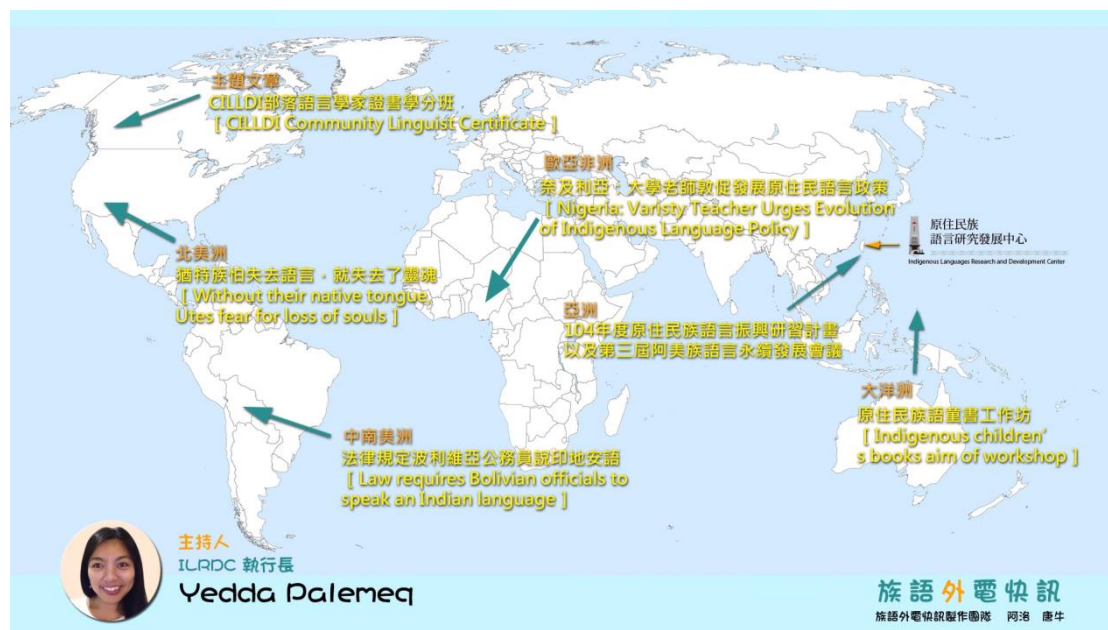 主題文章
CILLDI部落語言學家證書學分班
[ CILLDI Community Linguist Certificate ]
歐亞非洲
奈及利亞：大學老師敦促發展原住民語言政策
[ Nigeria: Varisty Teacher Urges Evolution
of Indigenous Language Policy ]
原住民族
語言研究發展中心
Indigenous Languages Research and Development Center
北美洲
猶特族怕失去語言，就失去了靈魂
[ Without their native tongue,
Utes fear for loss of souls ]
亞洲
104年度原住民族語言振興研習計畫
以及第三屆阿美族語言永續發展會議
大洋洲
原住民族語童書工作坊
[ Indigenous children'
s books aim of workshop ]
中南美洲
法律規定波利維亞公務員說印地安語
[ Law requires Bolivian officials to
speak an Indian language ]
主持人
ILRDC 執行長
Yedda Palemeq
族語外電快訊
族語外電快訊製作團隊 阿洛 唐牛